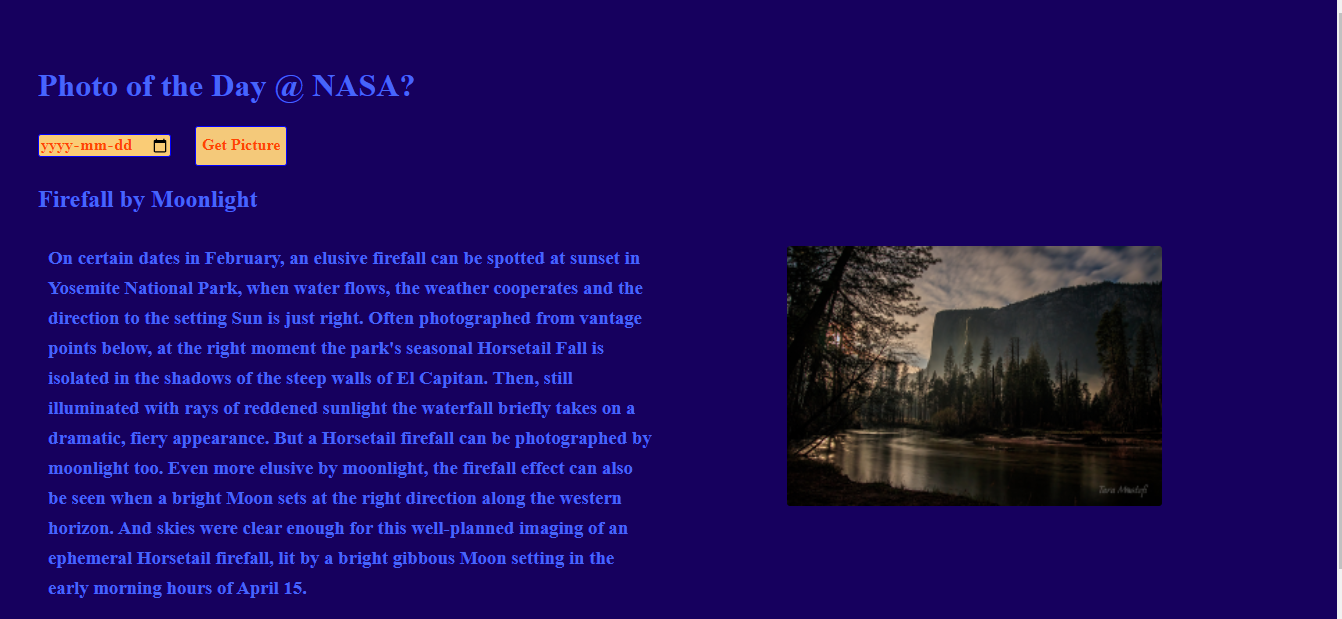 Photo of the Day @ NASA?
yyyy-mm-dd
Get Picture
Firefall by Moonlight
On certain dates in February, an elusive firefall can be spotted at sunset in
Yosemite National Park, when water flows, the weather cooperates and the
direction to the setting Sun is just right. Often photographed from vantage
points below, at the right moment the park's seasonal Horsetail Fall is
isolated in the shadows of the steep walls of El Capitan. Then, still
illuminated with rays of reddened sunlight the waterfall briefly takes on a
dramatic, fiery appearance. But a Horsetail firefall can be photographed by
moonlight too. Even more elusive by moonlight, the firefall effect can also
be seen when a bright Moon sets at the right direction along the western
horizon. And skies were clear enough for this well-planned imaging of an
ephemeral Horsetail firefall, lit by a bright gibbous Moon setting in the
early morning hours of April 15.
Tara